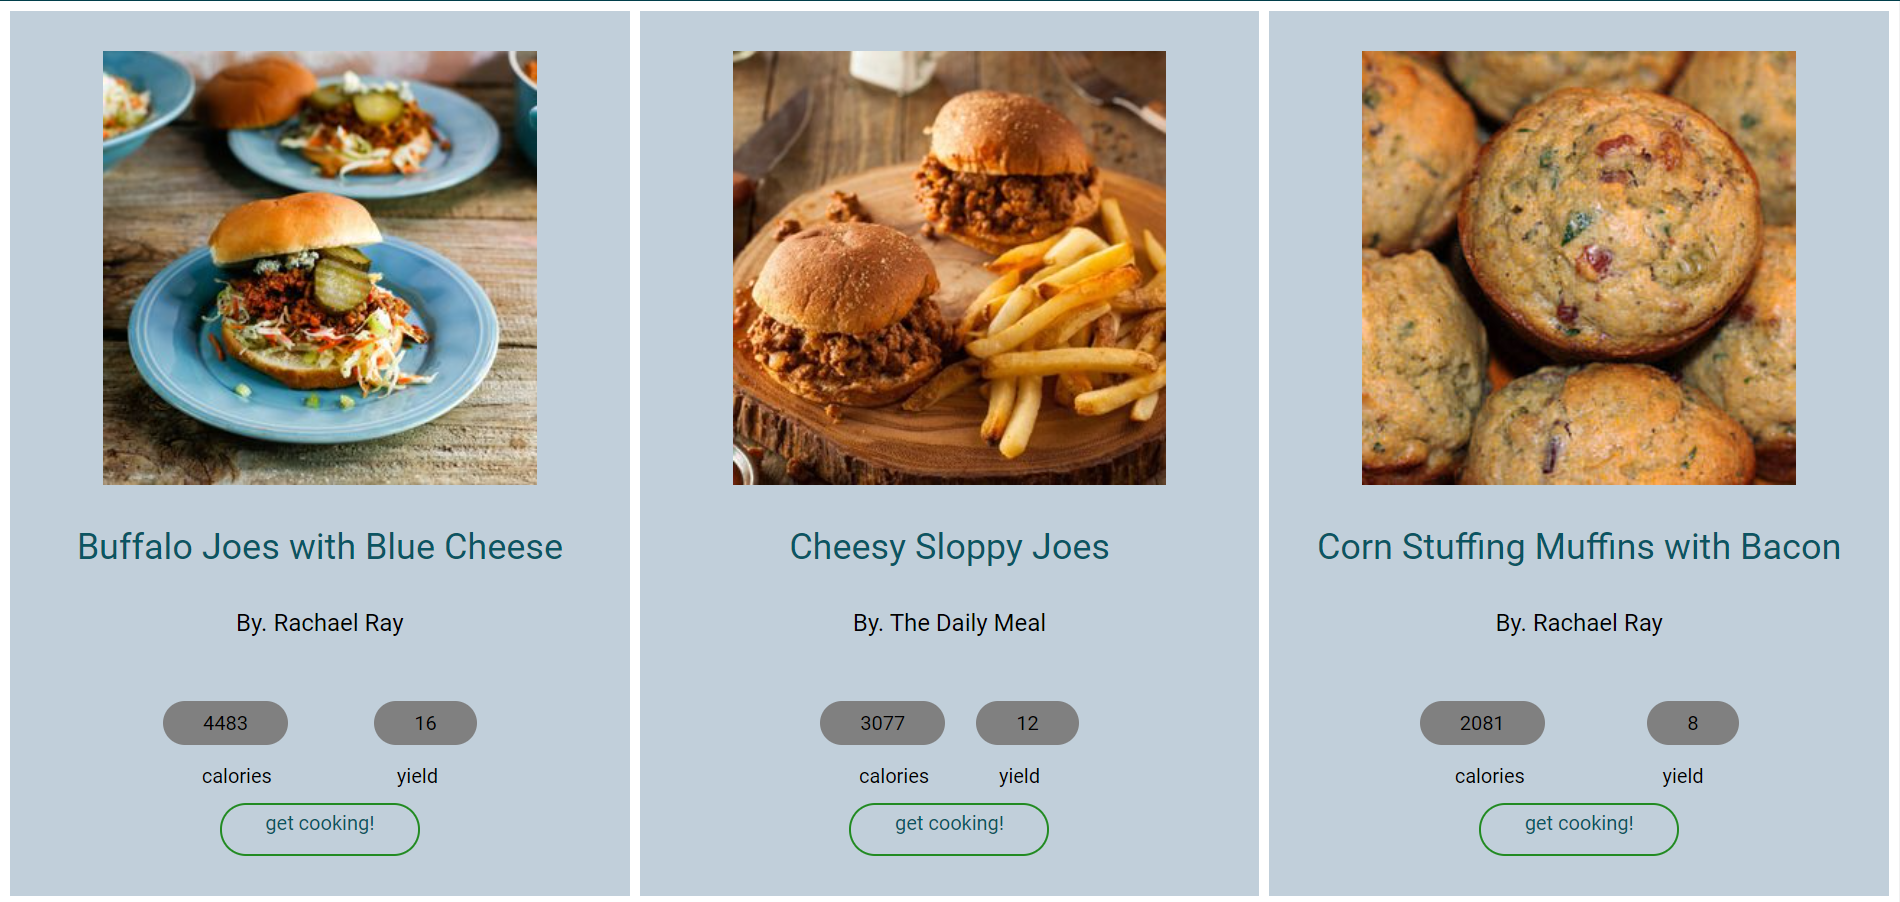 Buffalo Joes with Blue Cheese
By. Rachael Ray
4483
16
calories
yield
get cooking!
Cheesy Sloppy Joes
By. The Daily Meal
3077
12
calories
yield
get cooking!
Corn Stuffing Muffins with Bacon
By. Rachael Ray
2081
8
calories
yield
get cooking!